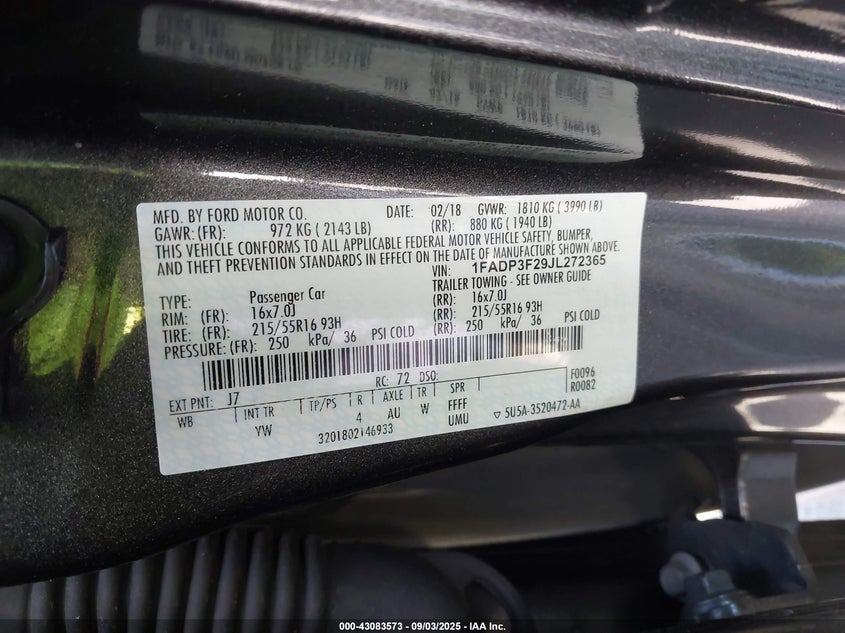 MFD. BY FORD MOTOR CO. DATE: 02/18 GVWR: 1810 KG ( 3990 LB)
GAWR: (FR): 972 KG ( 2143 LB) (RR): 880 KG ( 1940 LB)
THIS VEHICLE CONFORMS TO ALL APPLICABLE FEDERAL MOTOR VEHICLE SAFETY, BUMPER,
AND THEFT PREVENTION STANDARDS IN EFFECT ON THE DATE OF MANUFACTURE SHOWN ABOVE.
VIN: 1FADP3F29JL272365
TYPE: Passenger Car TRAILER TOWING - SEE OWNER GUIDE
RIM: (FR): 16x7.0J (RR): 16x7.0J
TIRE: (FR): 215/55R16 93H (RR): 215/55R16 93H
PRESSURE: (FR): 250 kPa/ 36 PSI COLD (RR): 250 kPa/ 36 PSI COLD
EXT PNT: J7 RC: 72 DSO: F0096
R0082
WB INT TR TP/PS R AXLE TR SPR
YW 4 AU W FFFF
UMU
3201802146933 ▽ 5U5A-3520472-AA
000-43083573 - 09/03/2025 - IAA Inc.